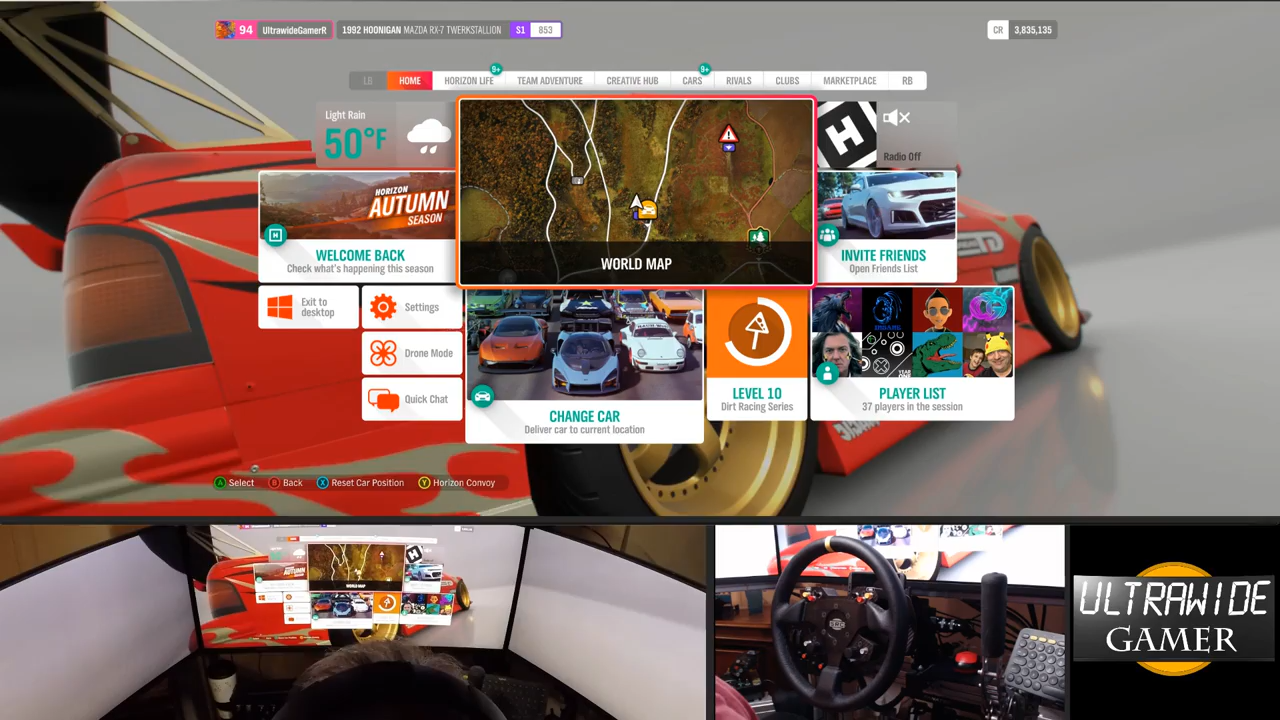 94 UltrawideGamerR 1992 HOONIGAN MAZDA RX-7 TWERKSTALLION S1 853
CR 3,835,135
LB HOME HORIZON LIFE 9+ TEAM ADVENTURE CREATIVE HUB CARS 9+ RIVALS CLUBS MARKETPLACE RB
Light Rain
50°F
HORIZON
AUTUMN
SEASON
WELCOME BACK
Check what's happening this season
WORLD MAP
H
Radio Off
INVITE FRIENDS
Open Friends List
Exit to
desktop
Settings
Drone Mode
Quick Chat
CHANGE CAR
Deliver car to current location
LEVEL 10
Dirt Racing Series
PLAYER LIST
37 players in the session
A Select B Back X Reset Car Position Y Horizon Convoy
ULTRAWIDE
GAMER